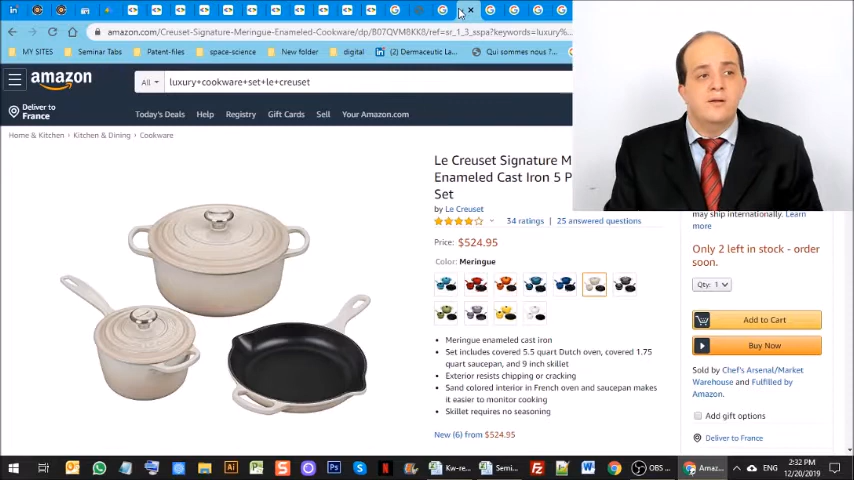 amazon.com/Creuset-Signature-Meringue-Enameled-Cookware/dp/B07QVM8KK8/ref=sr_1_3_sspa?keywords=luxury%...
MY SITES
Seminar Tabs
Patent-files
space-science
New folder
digital
(2) Dermaceutic La...
Qui sommes nous?...
amazon
All
luxury+cookware+set+le+creuset
Deliver to
France
Today's Deals
Help
Registry
Gift Cards
Sell
Your Amazon.com
Home & Kitchen › Kitchen & Dining › Cookware
Le Creuset Signature M
Enameled Cast Iron 5 P
Set
by Le Creuset
34 ratings | 25 answered questions
Price: $524.95
Color: Meringue
• Meringue enameled cast iron
• Set includes covered 5.5 quart Dutch oven, covered 1.75
quart saucepan, and 9 inch skillet
• Exterior resists chipping or cracking
• Sand colored interior in French oven and saucepan makes
it easier to monitor cooking
• Skillet requires no seasoning
New (6) from $524.95
may ship internationally. Learn
more
Only 2 left in stock - order
soon.
Qty: 1
Add to Cart
Buy Now
Sold by Chef's Arsenal/Market
Warehouse and Fulfilled by
Amazon.
Add gift options
Deliver to France
Kw-re...
Semi...
OBS ...
Amaz...
ENG
2:32 PM
12/20/2019